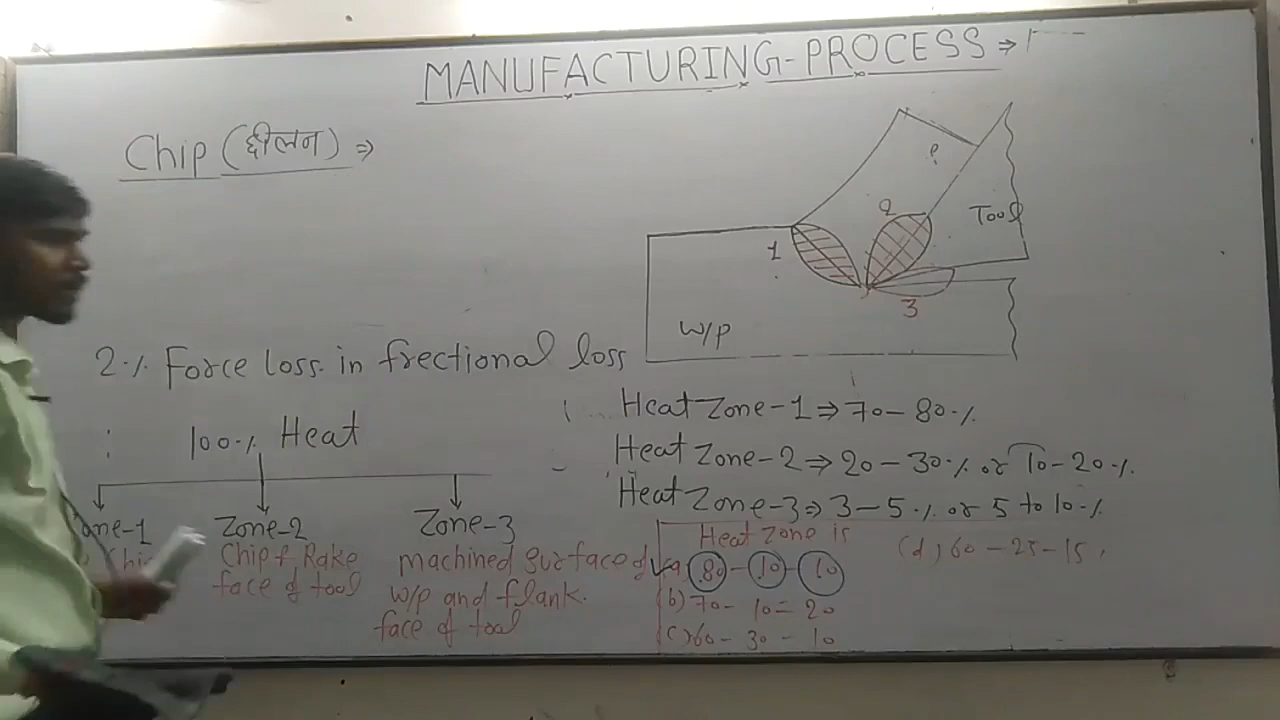 MANUFACTURING-PROCESS ⇒
Chip (छीलन) ⇒
Tool
2
1
3
W/P
2% Force loss in frectional loss
100% Heat
Zone-2
Zone-3
Chip & Rake
face of tool
machined surface of
w/p and flank
face of tool
Heat Zone-1 ⇒ 70-80%
Heat Zone-2 ⇒ 20-30% or 10-20%
Heat Zone-3 ⇒ 3-5% or 5 to 10%
Heat Zone is
a) 80-10-10
(b) 70-10=20
(c) 60-30-10
(d) 60-25-15